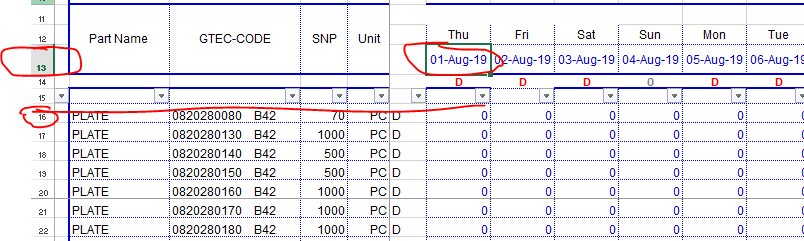 11
12 Part Name GTEC-CODE SNP Unit Thu Fri Sat Sun Mon Tue
13 01-Aug-19 02-Aug-19 03-Aug-19 04-Aug-19 05-Aug-19 06-Aug-19
14 D D D 0 D D
15
16 PLATE 0820280080 B42 70 PC D 0 0 0 0 0 0
17 PLATE 0820280130 B42 1000 PC D 0 0 0 0 0 0
18 PLATE 0820280140 B42 500 PC D 0 0 0 0 0 0
19 PLATE 0820280150 B42 500 PC D 0 0 0 0 0 0
20 PLATE 0820280160 B42 1000 PC D 0 0 0 0 0 0
21 PLATE 0820280170 B42 1000 PC D 0 0 0 0 0 0
22 PLATE 0820280180 B42 1000 PC D 0 0 0 0 0 0